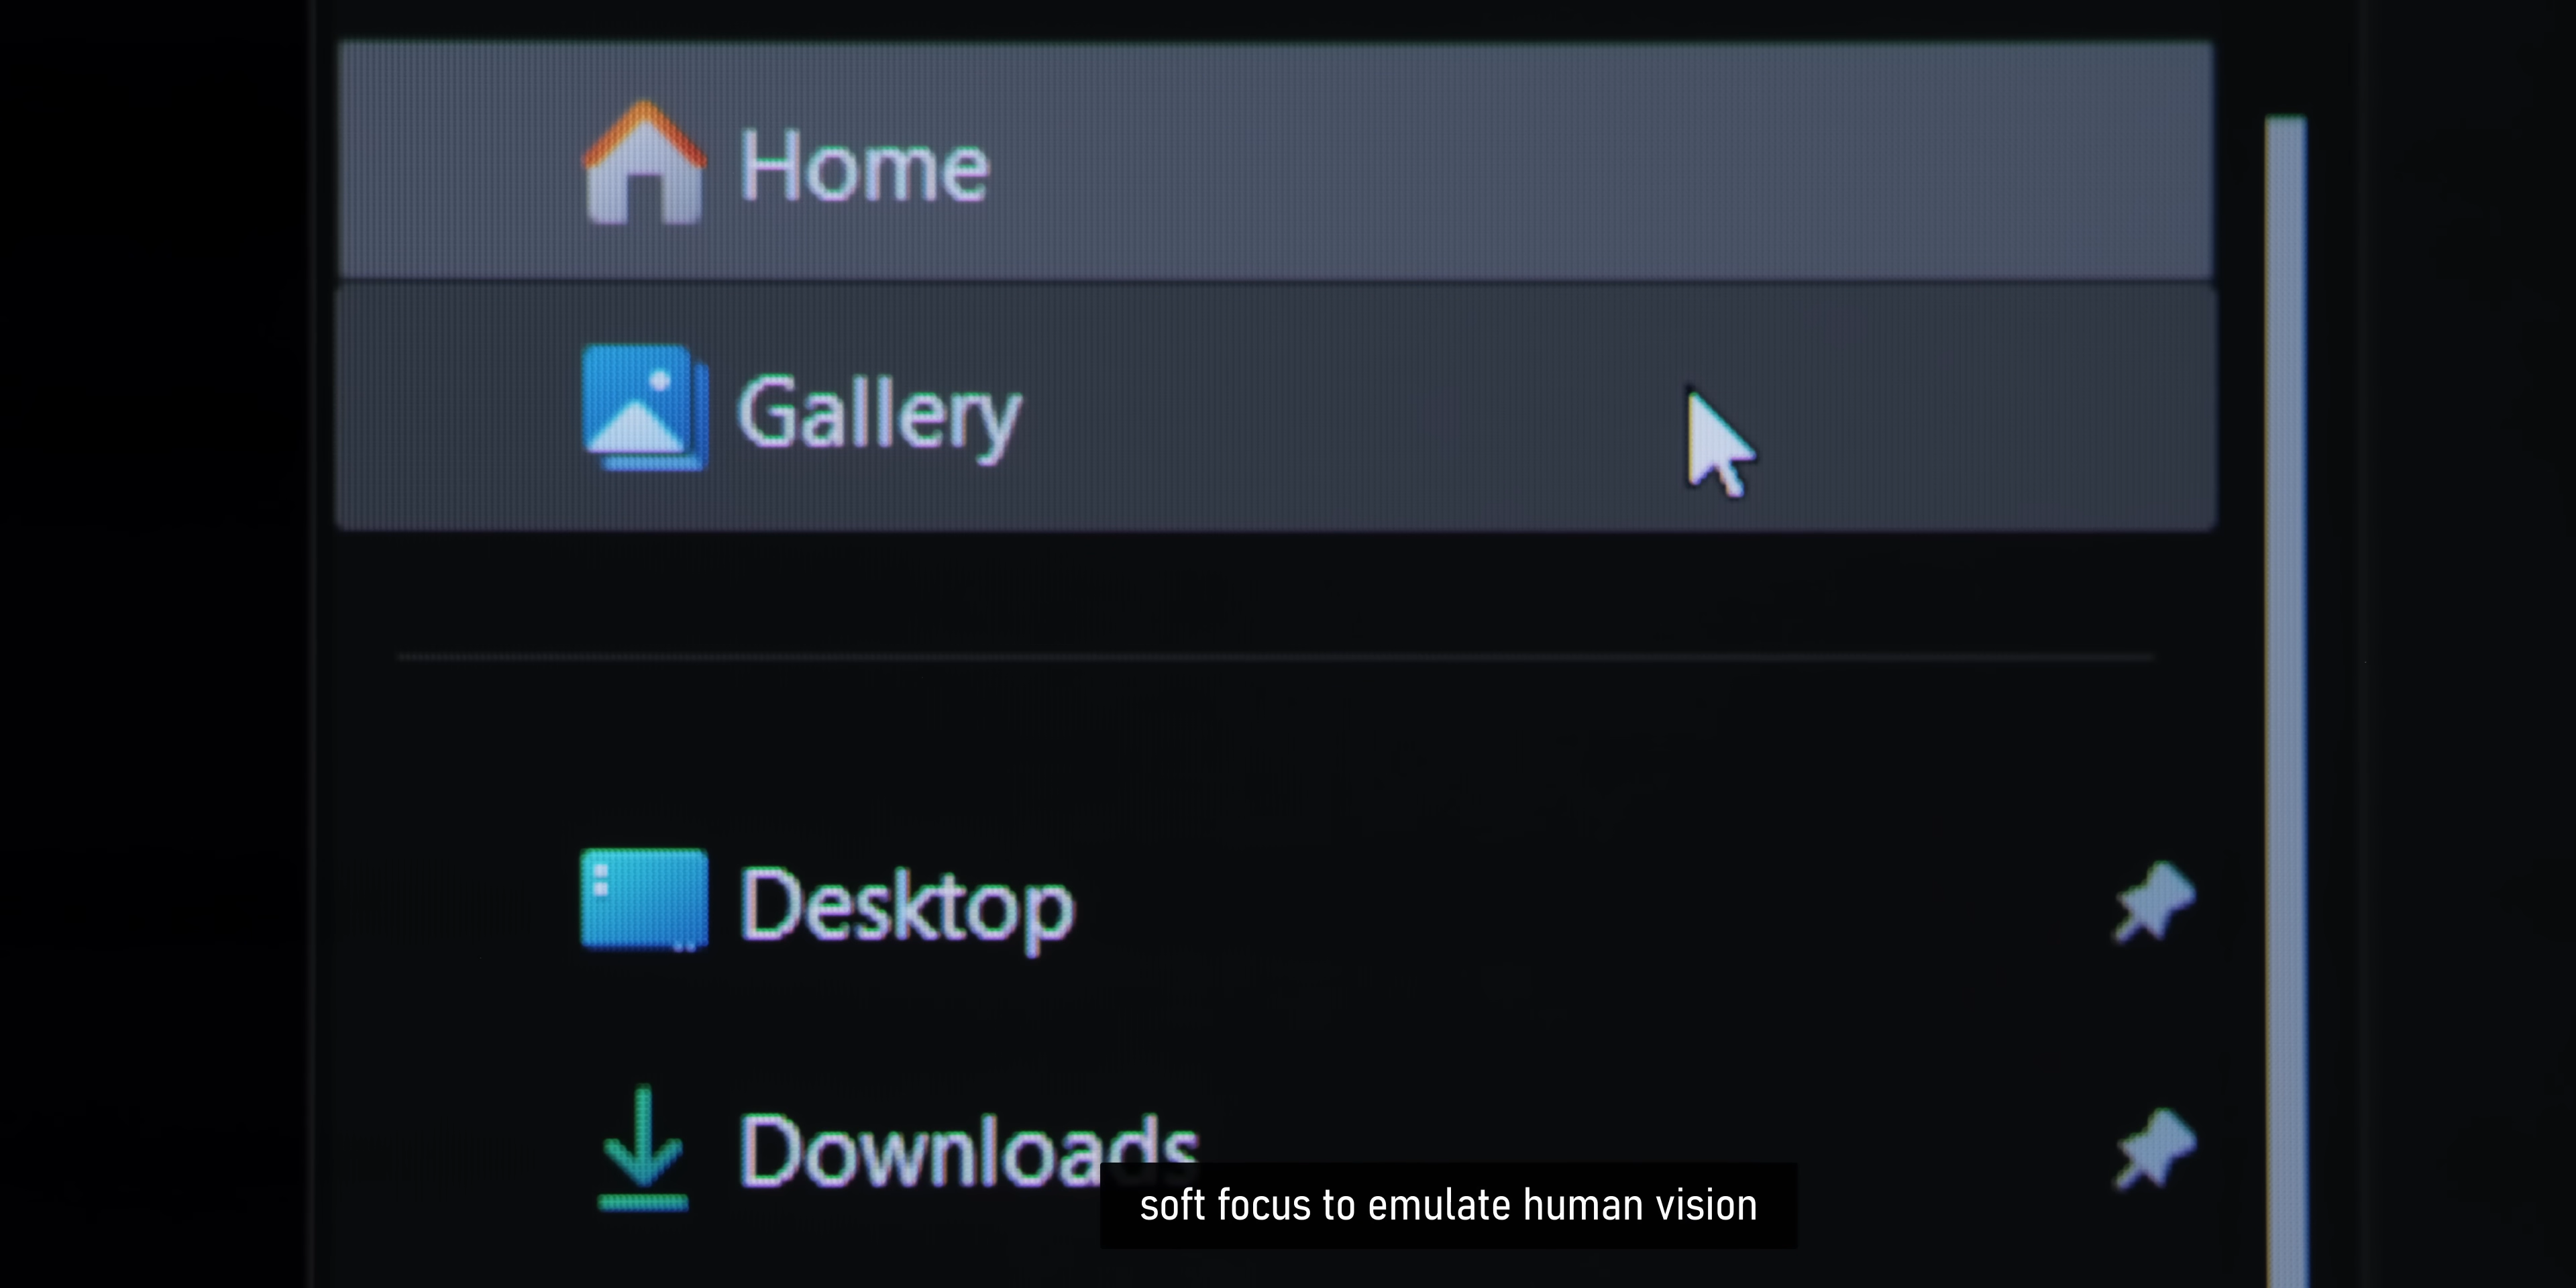 Home
Gallery
Desktop
Downloads
soft focus to emulate human vision